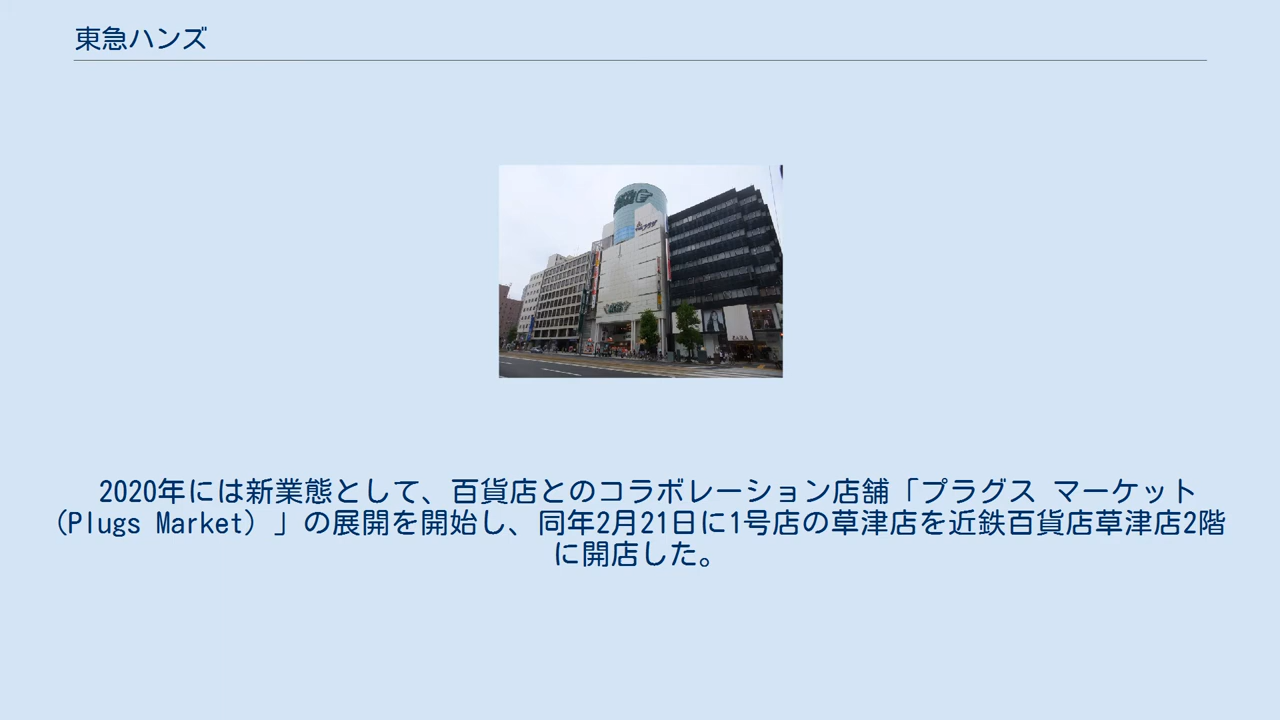 東急ハンズ
2020年には新業態として、百貨店とのコラボレーション店舗「プラグス マーケット
（Plugs Market）」の展開を開始し、同年2月21日に1号店の草津店を近鉄百貨店草津店2階
に開店した。